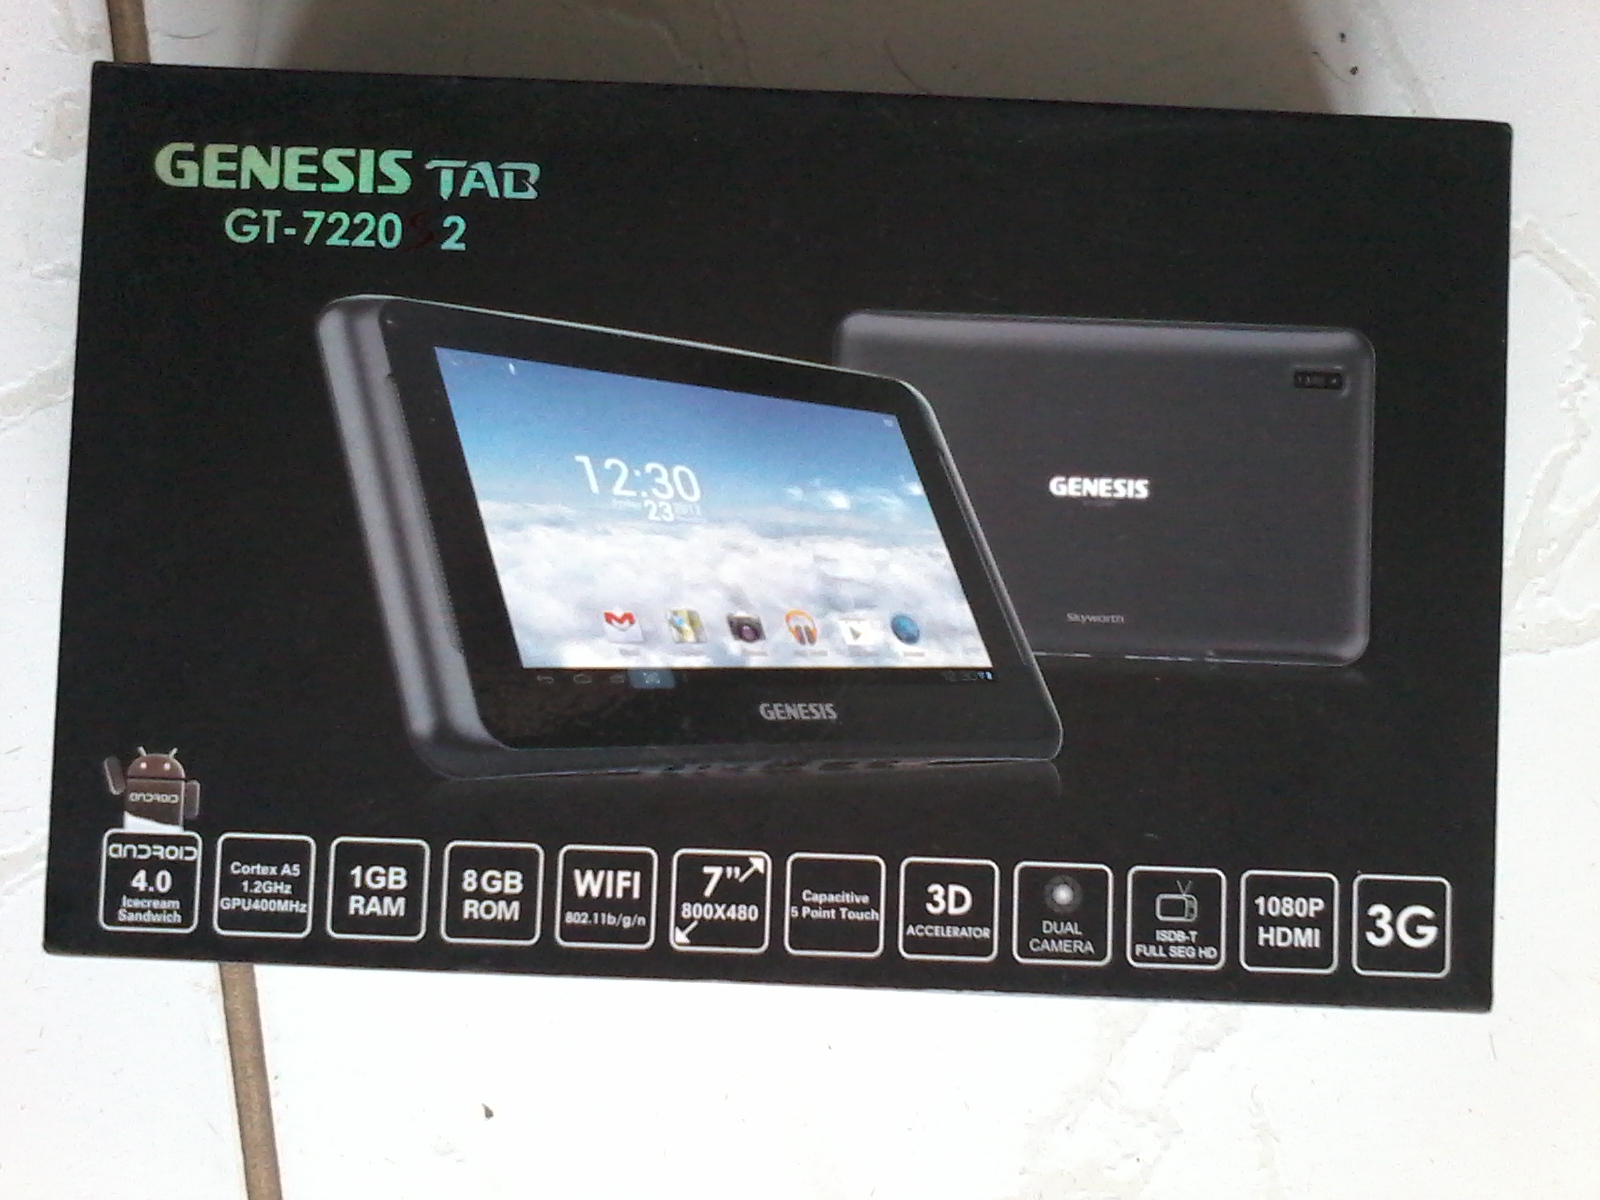 GENESIS TAB
GT-7220S 2
12:30
23
GENESIS
GENESIS
Skyworth
ANDROID
ANDROID
4.0
Icecream
Sandwich
Cortex A5
1.2GHz
GPU400MHz
1GB
RAM
8GB
ROM
WIFI
802.11b/g/n
7"
800X480
Capacitive
5 Point Touch
3D
ACCELERATOR
DUAL
CAMERA
ISDB-T
FULL SEG HD
1080P
HDMI
3G